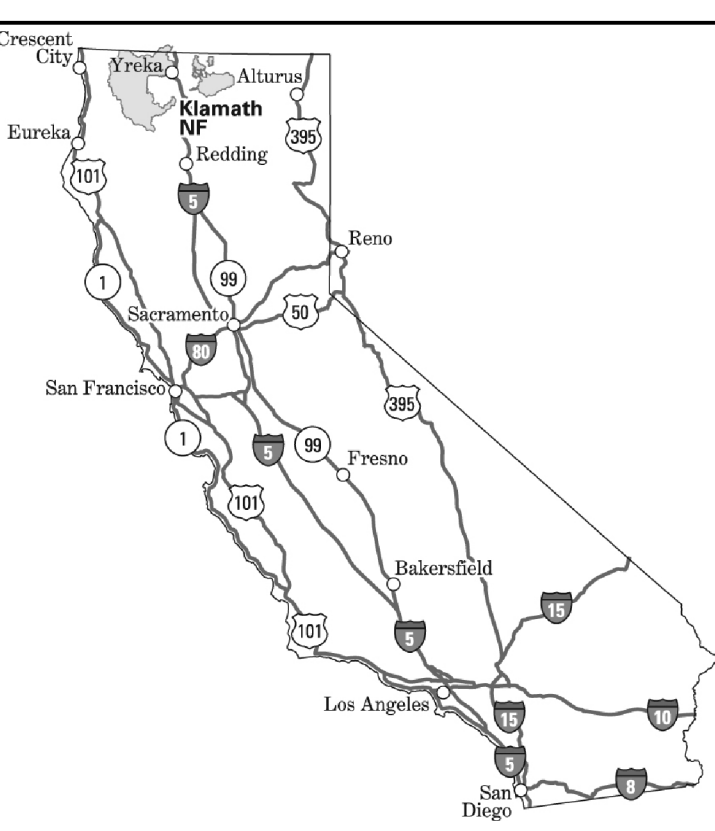 Crescent
City
Yreka
Alturus
Klamath
NF
395
Eureka
Redding
101
5
Reno
1
99
Sacramento
50
80
San Francisco
395
1
5
99
Fresno
101
Bakersfield
15
101
5
Los Angeles
15
10
5
San
Diego
8